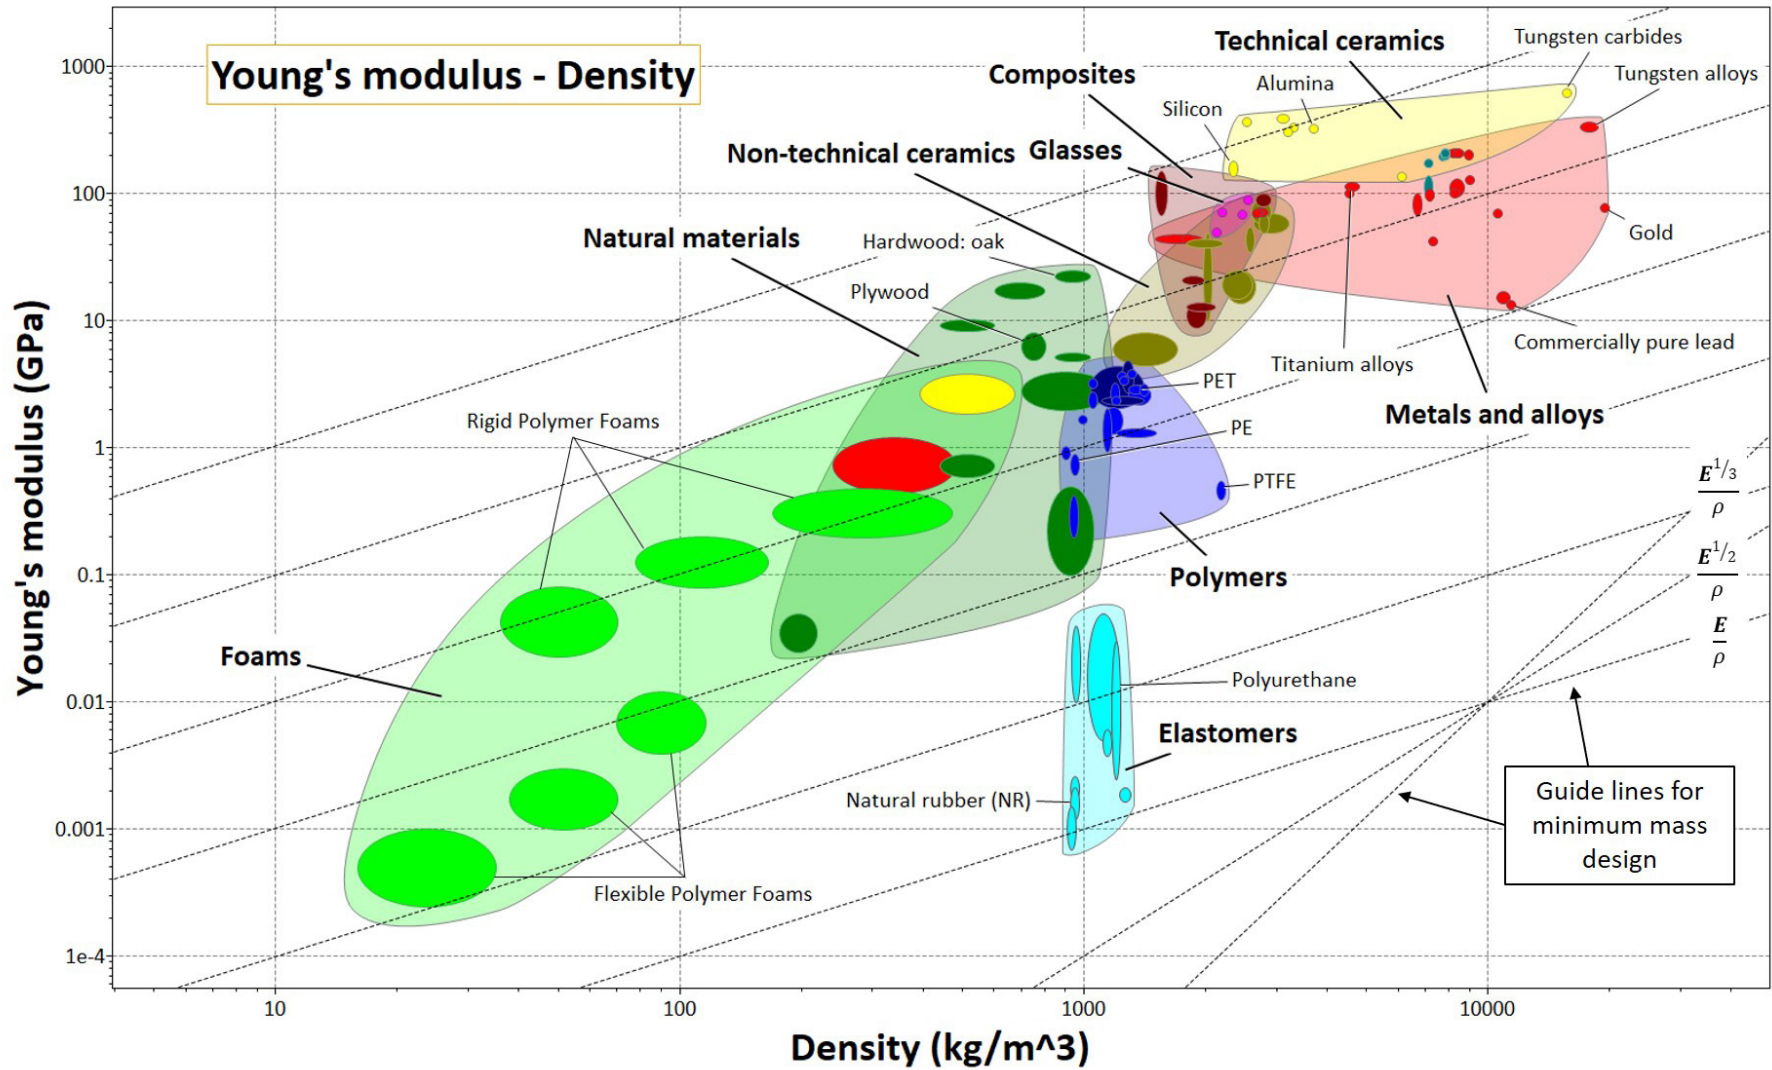 Young's modulus - Density
Technical ceramics
Tungsten carbides
Composites
Tungsten alloys
Alumina
Silicon
Non-technical ceramics
Glasses
Natural materials
Hardwood: oak
Gold
Plywood
Commercially pure lead
Titanium alloys
PET
Metals and alloys
Rigid Polymer Foams
PE
PTFE
E^1/3
ρ
E^1/2
ρ
E
ρ
Polymers
Foams
Polyurethane
Elastomers
Natural rubber (NR)
Guide lines for
minimum mass
design
Flexible Polymer Foams
Young's modulus (GPa)
1000
100
10
1
0.1
0.01
0.001
1e-4
10
100
1000
10000
Density (kg/m^3)